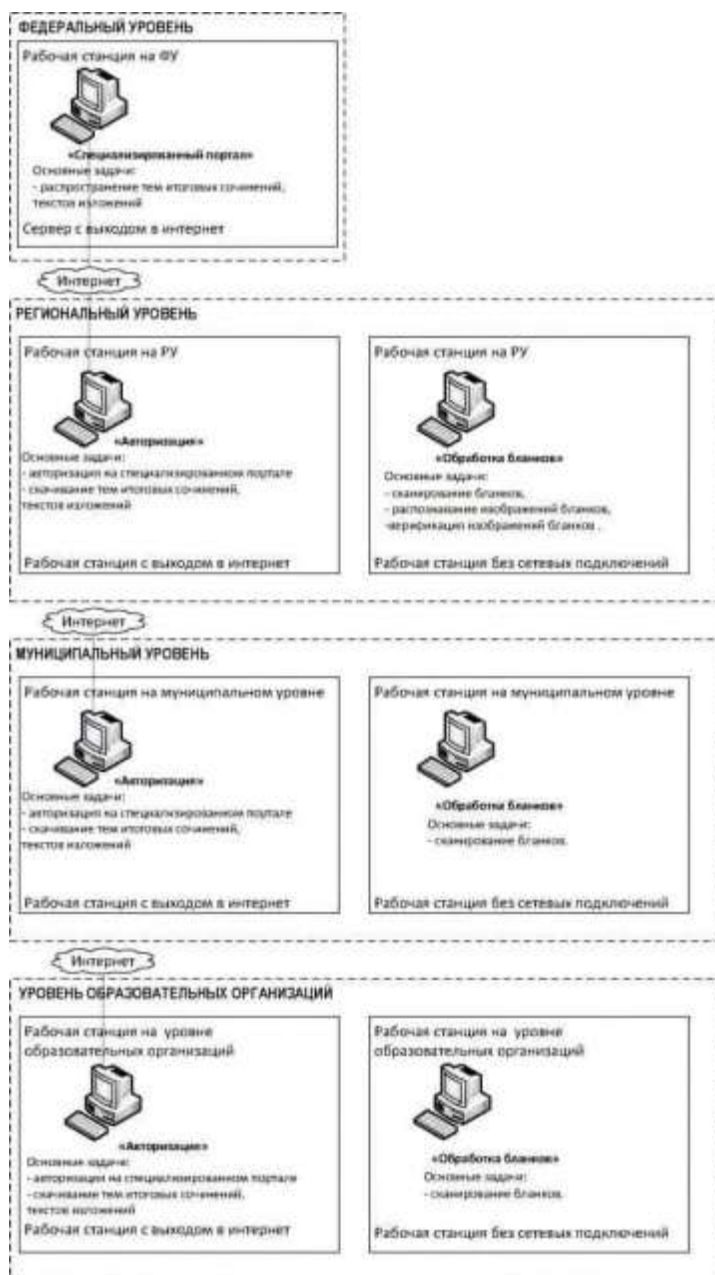 ФЕДЕРАЛЬНЫЙ УРОВЕНЬ
Рабочая станция на ФУ
«Специализированный портал»
Основные задачи:
- распространение тем итоговых сочинений,
текстов изложений
Сервер с выходом в интернет
Интернет
РЕГИОНАЛЬНЫЙ УРОВЕНЬ
Рабочая станция на РУ
«Авторизация»
Основные задачи:
- авторизация на специализированном портале
- скачивание тем итоговых сочинений,
текстов изложений
Рабочая станция с выходом в интернет
Рабочая станция на РУ
«Обработка бланков»
Основные задачи:
- сканирование бланков,
- распознавание изображений бланков,
-верификация изображений бланков .
Рабочая станция без сетевых подключений
Интернет
МУНИЦИПАЛЬНЫЙ УРОВЕНЬ
Рабочая станция на муниципальном уровне
«Авторизация»
Основные задачи:
- авторизация на специализированном портале
- скачивание тем итоговых сочинений,
текстов изложений
Рабочая станция с выходом в интернет
Рабочая станция на муниципальном уровне
«Обработка бланков»
Основные задачи:
- сканирование бланков.
Рабочая станция без сетевых подключений
Интернет
УРОВЕНЬ ОБРАЗОВАТЕЛЬНЫХ ОРГАНИЗАЦИЙ
Рабочая станция на уровне
образовательных организаций
«Авторизация»
Основные задачи:
- авторизация на специализированном портале
- скачивание тем итоговых сочинений,
текстов изложений
Рабочая станция с выходом в интернет
Рабочая станция на уровне
образовательных организаций
«Обработка бланков»
Основные задачи:
- сканирование бланков.
Рабочая станция без сетевых подключений